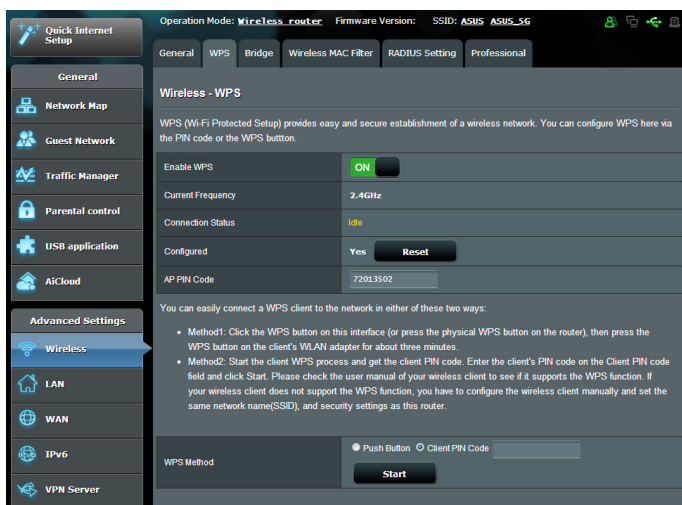 Quick Internet
Setup
Operation Mode: Wireless router Firmware Version: SSID: ASUS ASUS_5G
General WPS Bridge Wireless MAC Filter RADIUS Setting Professional
General
Network Map
Guest Network
Traffic Manager
Parental control
USB application
AiCloud
Advanced Settings
Wireless
LAN
WAN
IPv6
VPN Server
Wireless - WPS
WPS (Wi-Fi Protected Setup) provides easy and secure establishment of a wireless network. You can configure WPS here via
the PIN code or the WPS buttton.
Enable WPS ON
Current Frequency 2.4GHz
Connection Status Idle
Configured Yes Reset
AP PIN Code 72013502
You can easily connect a WPS client to the network in either of these two ways:
• Method1: Click the WPS button on this interface (or press the physical WPS button on the router), then press the
WPS button on the client's WLAN adapter for about three minutes.
• Method2: Start the client WPS process and get the client PIN code. Enter the client's PIN code on the Client PIN code
field and click Start. Please check the user manual of your wireless client to see if it supports the WPS function. If
your wireless client does not support the WPS function, you have to configure the wireless client manually and set the
same network name(SSID), and security settings as this router.
WPS Method Push Button Client PIN Code
Start